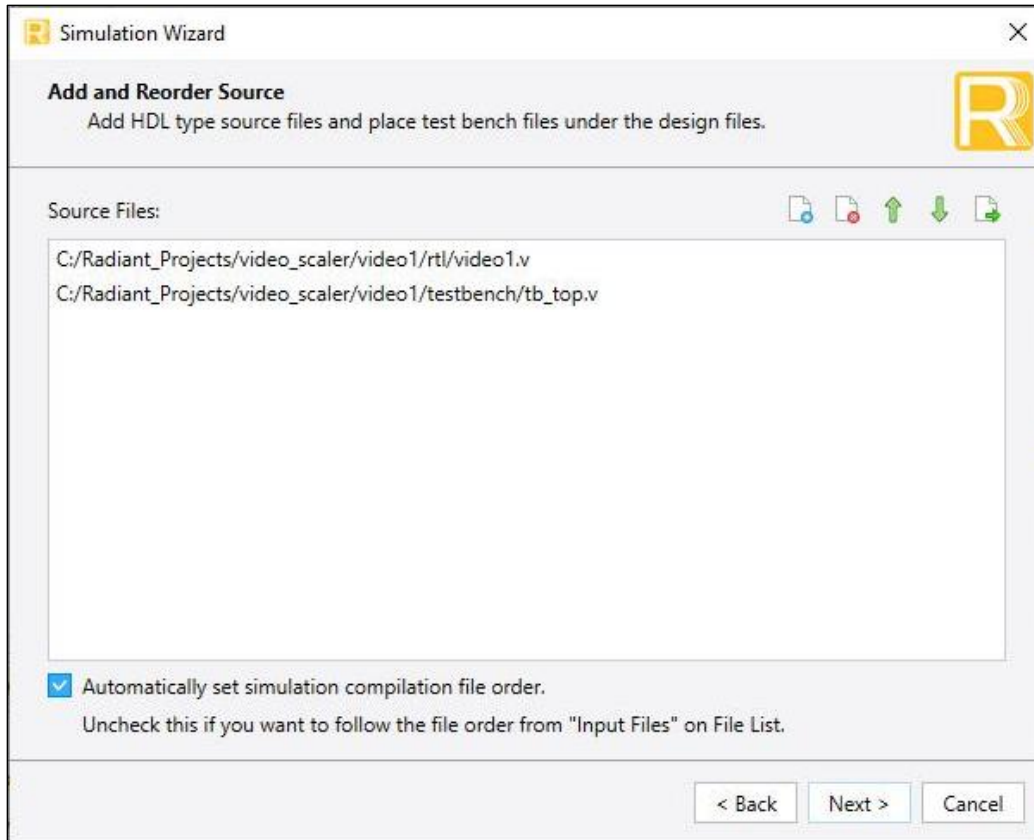 Simulation Wizard
Add and Reorder Source
Add HDL type source files and place test bench files under the design files.
Source Files:
C:/Radiant_Projects/video_scaler/video1/rtl/video1.v
C:/Radiant_Projects/video_scaler/video1/testbench/tb_top.v
Automatically set simulation compilation file order.
Uncheck this if you want to follow the file order from "Input Files" on File List.
< Back Next > Cancel